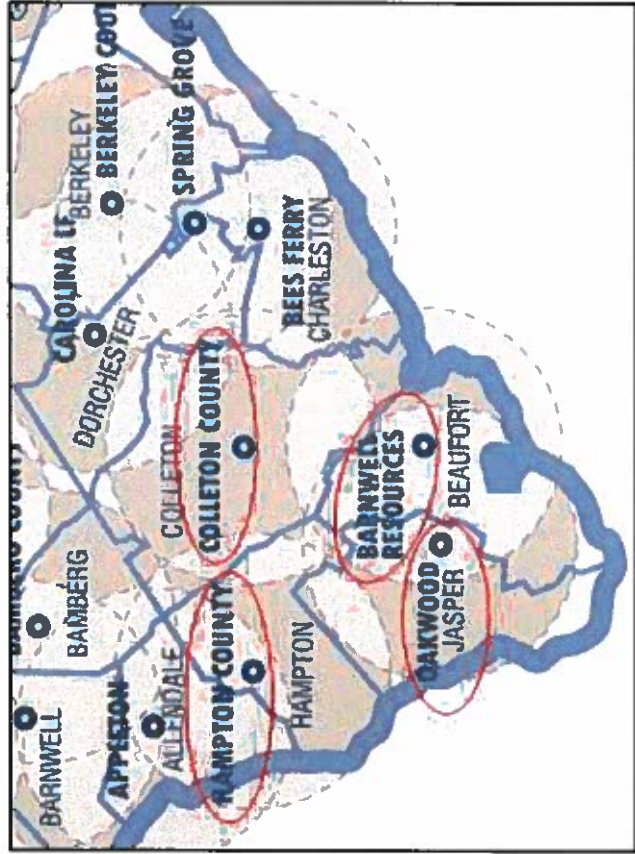 BARNWELL
BAMBERG
CAROLINA LF
BERKELEY
BERKELEY COU
DORCHESTER
APPLETON
ALLENDALE
COLLETON
SPRING GROVE
COLLETON COUNTY
HAMPTON COUNTY
BEES FERRY
CHARLESTON
HAMPTON
BARNWELL
RESOURCES
OAKWOOD
JASPER
BEAUFORT